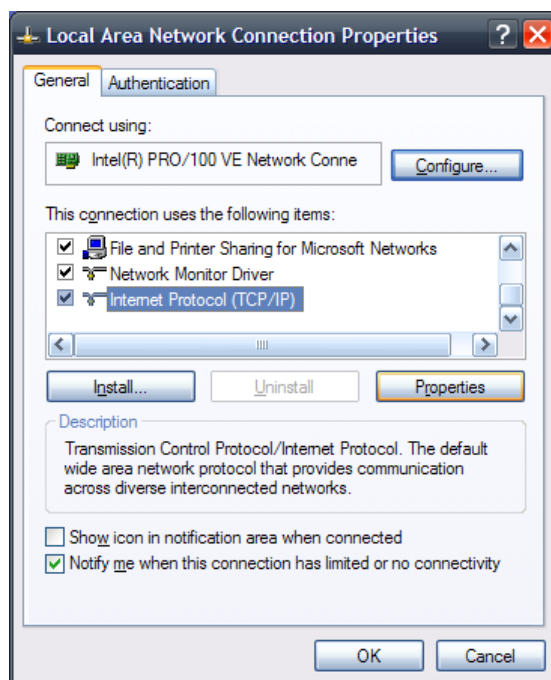 Local Area Network Connection Properties
General
Authentication
Connect using:
Intel(R) PRO/100 VE Network Conne
Configure...
This connection uses the following items:
File and Printer Sharing for Microsoft Networks
Network Monitor Driver
Internet Protocol (TCP/IP)
Install...
Uninstall
Properties
Description
Transmission Control Protocol/Internet Protocol. The default
wide area network protocol that provides communication
across diverse interconnected networks.
Show icon in notification area when connected
Notify me when this connection has limited or no connectivity
OK
Cancel